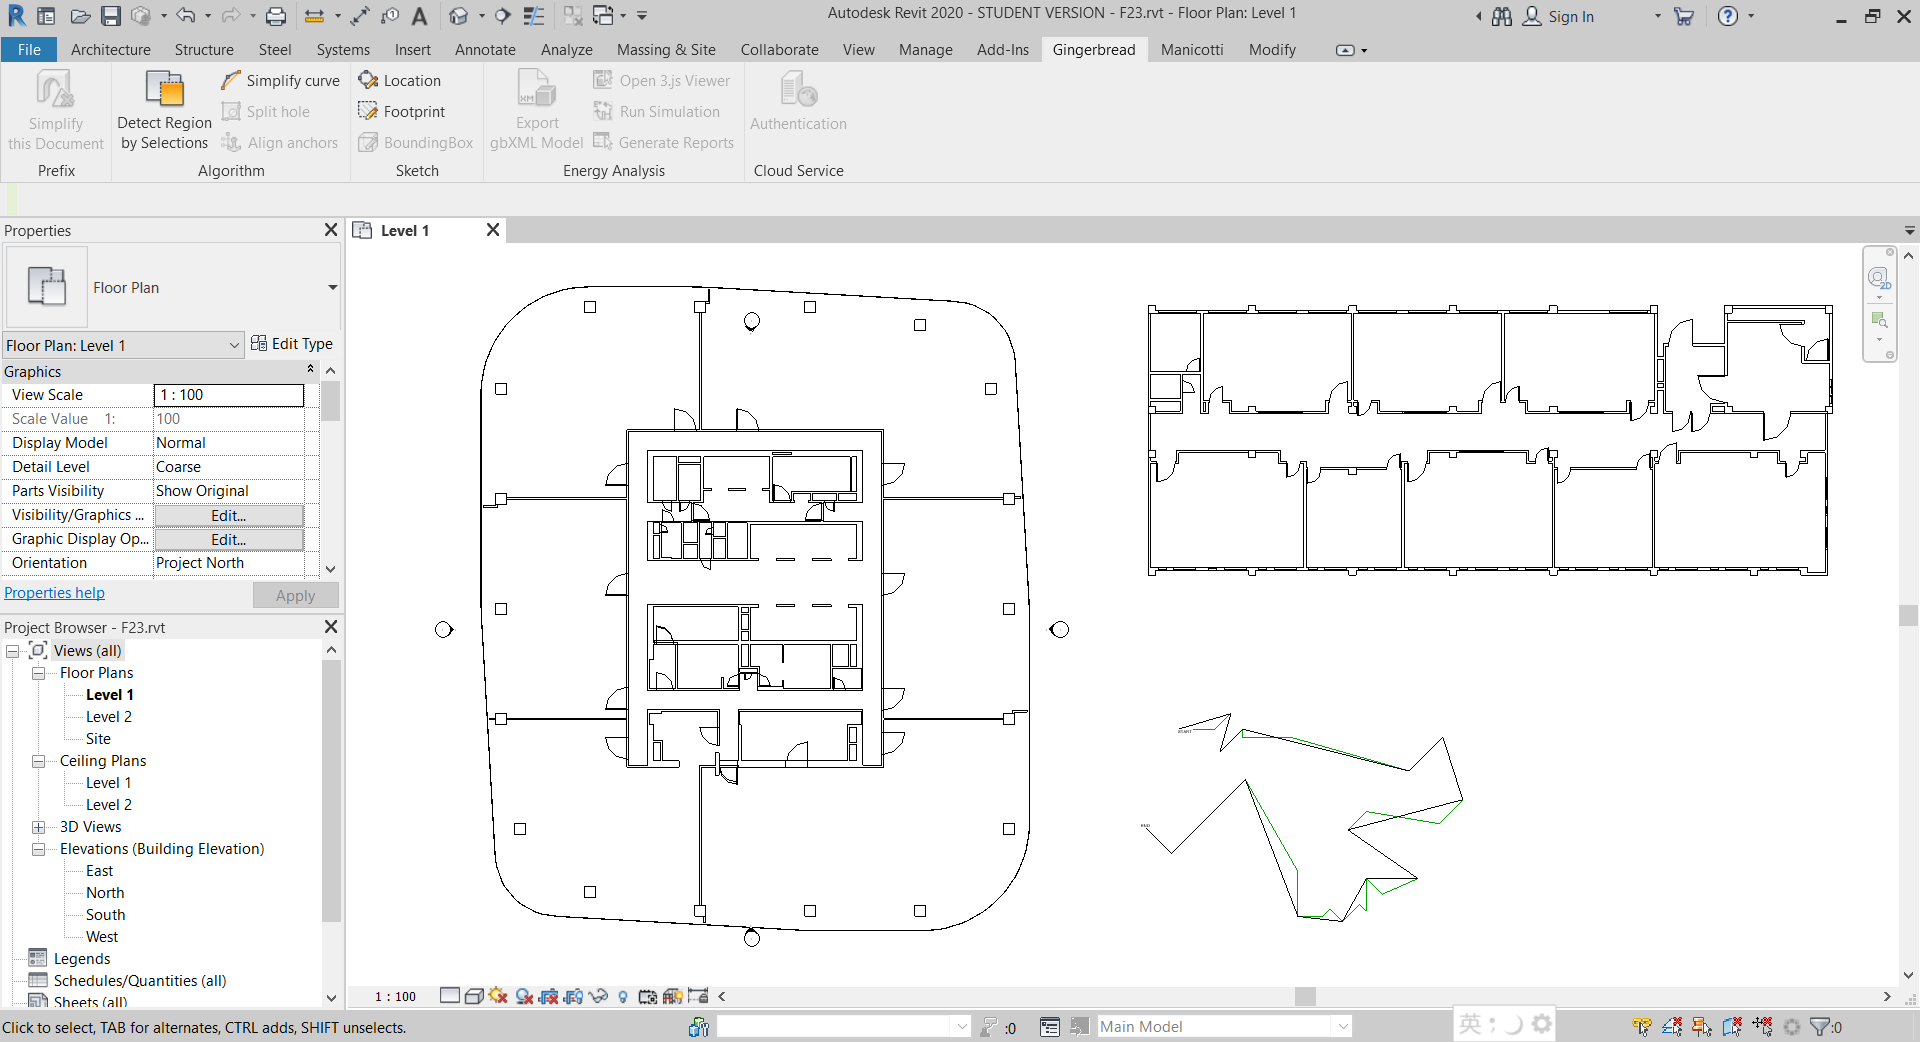 Autodesk Revit 2020 - STUDENT VERSION - F23.rvt - Floor Plan: Level 1
Sign In
File Architecture Structure Steel Systems Insert Annotate Analyze Massing & Site Collaborate View Manage Add-Ins Gingerbread Manicotti Modify
Simplify
this Document
Prefix
Detect Region
by Selections
Simplify curve
Split hole
Align anchors
Algorithm
Location
Footprint
BoundingBox
Sketch
Export
gbXML Model
Open 3.js Viewer
Run Simulation
Generate Reports
Energy Analysis
Authentication
Cloud Service
Properties
Floor Plan
Floor Plan: Level 1
Edit Type
Graphics
View Scale 1 : 100
Scale Value 1: 100
Display Model Normal
Detail Level Coarse
Parts Visibility Show Original
Visibility/Graphics ... Edit...
Graphic Display Op... Edit...
Orientation Project North
Properties help
Apply
Project Browser - F23.rvt
Views (all)
Floor Plans
Level 1
Level 2
Site
Ceiling Plans
Level 1
Level 2
3D Views
Elevations (Building Elevation)
East
North
South
West
Legends
Schedules/Quantities (all)
Sheets (all)
Level 1
2D
START
END
1 : 100
Click to select, TAB for alternates, CTRL adds, SHIFT unselects.
:0
Main Model
英
:0